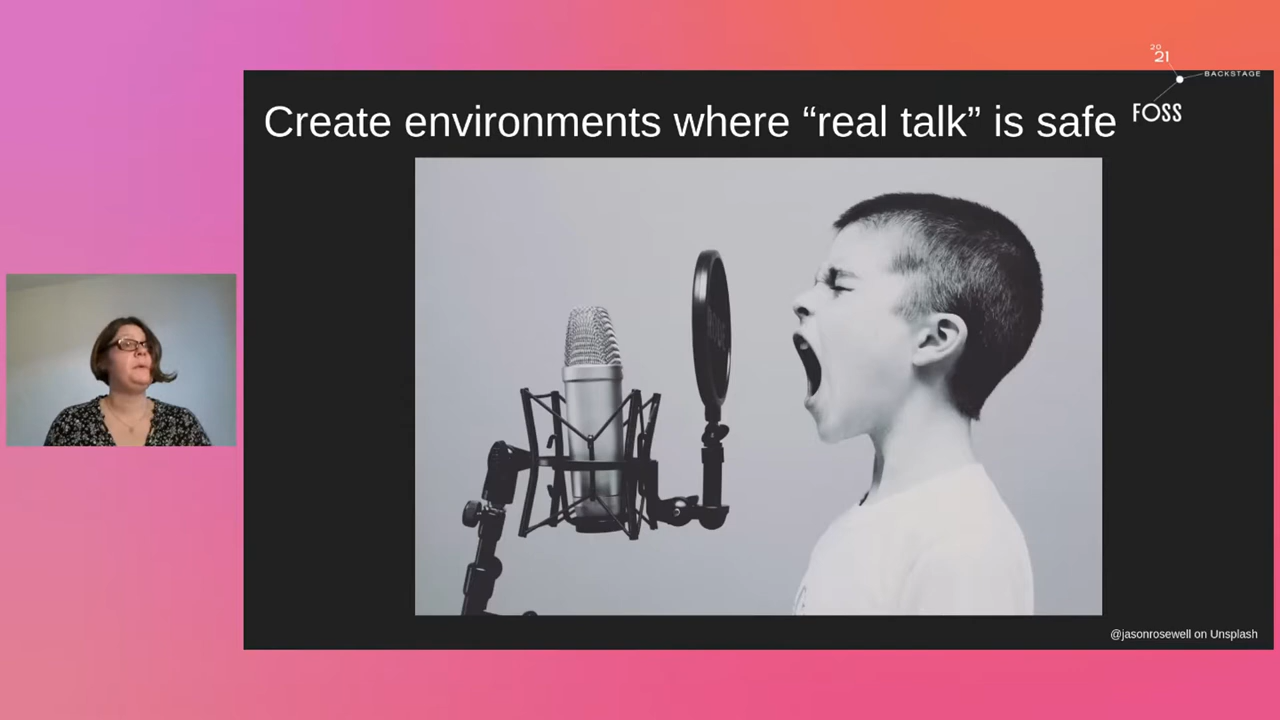 20
21
BACKSTAGE
FOSS
Create environments where “real talk” is safe
@jasonrosewell on Unsplash